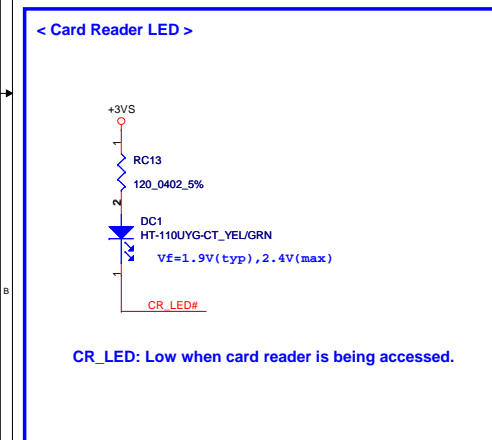 < Card Reader LED >
+3VS
1
RC13
120_0402_5%
2
DC1
HT-110UYG-CT_YEL/GRN
Vf=1.9V(typ),2.4V(max)
1
CR_LED#
B
CR_LED: Low when card reader is being accessed.